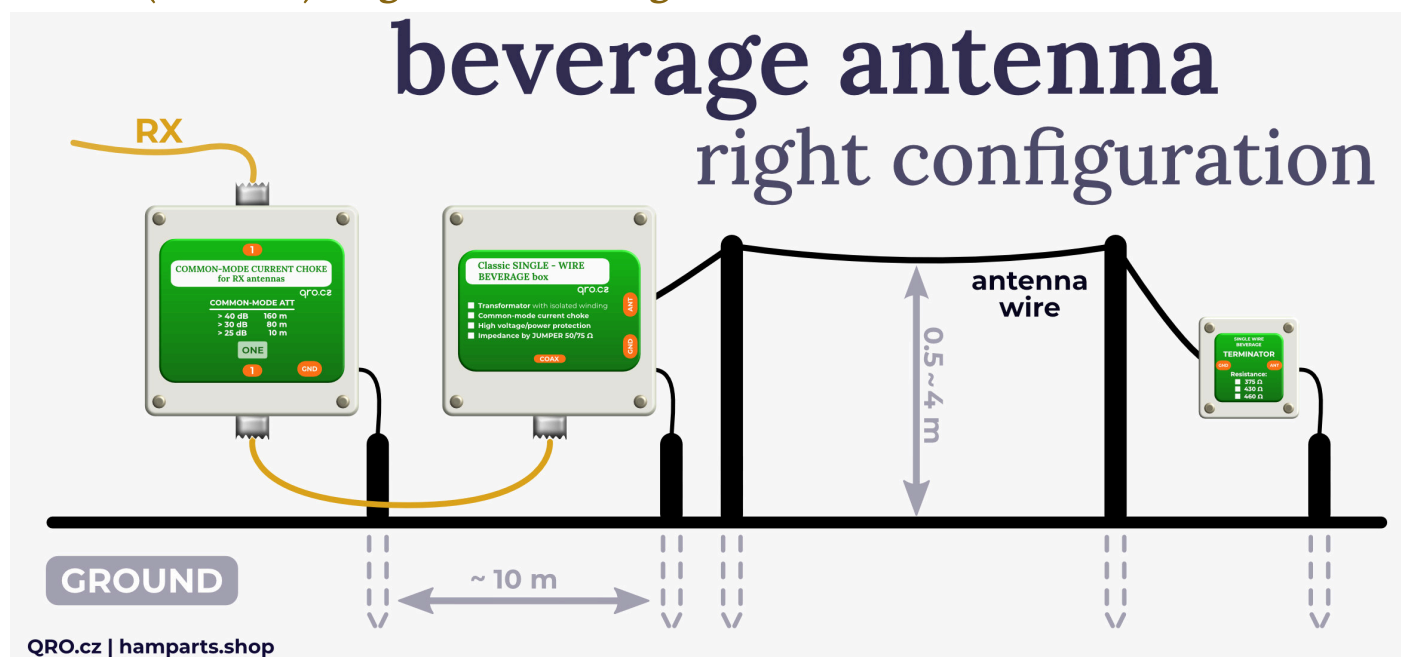 beverage antenna
right configuration
RX
1
COMMON-MODE CURRENT CHOKE
for RX antennas
qro.cz
COMMON-MODE ATT
> 40 dB 160 m
> 30 dB 80 m
> 25 dB 10 m
ONE
1
GND
Classic SINGLE - WIRE
BEVERAGE box
qro.cz
Transformator with isolated winding
Common-mode current choke
High voltage/power protection
Impedance by JUMPER 50/75 Ω
ANT
GND
COAX
antenna
wire
0.5~4 m
SINGLE WIRE
BEVERAGE
TERMINATOR
GND
ANT
Resistance:
375 Ω
430 Ω
460 Ω
GROUND
~ 10 m
QRO.cz | hamparts.shop